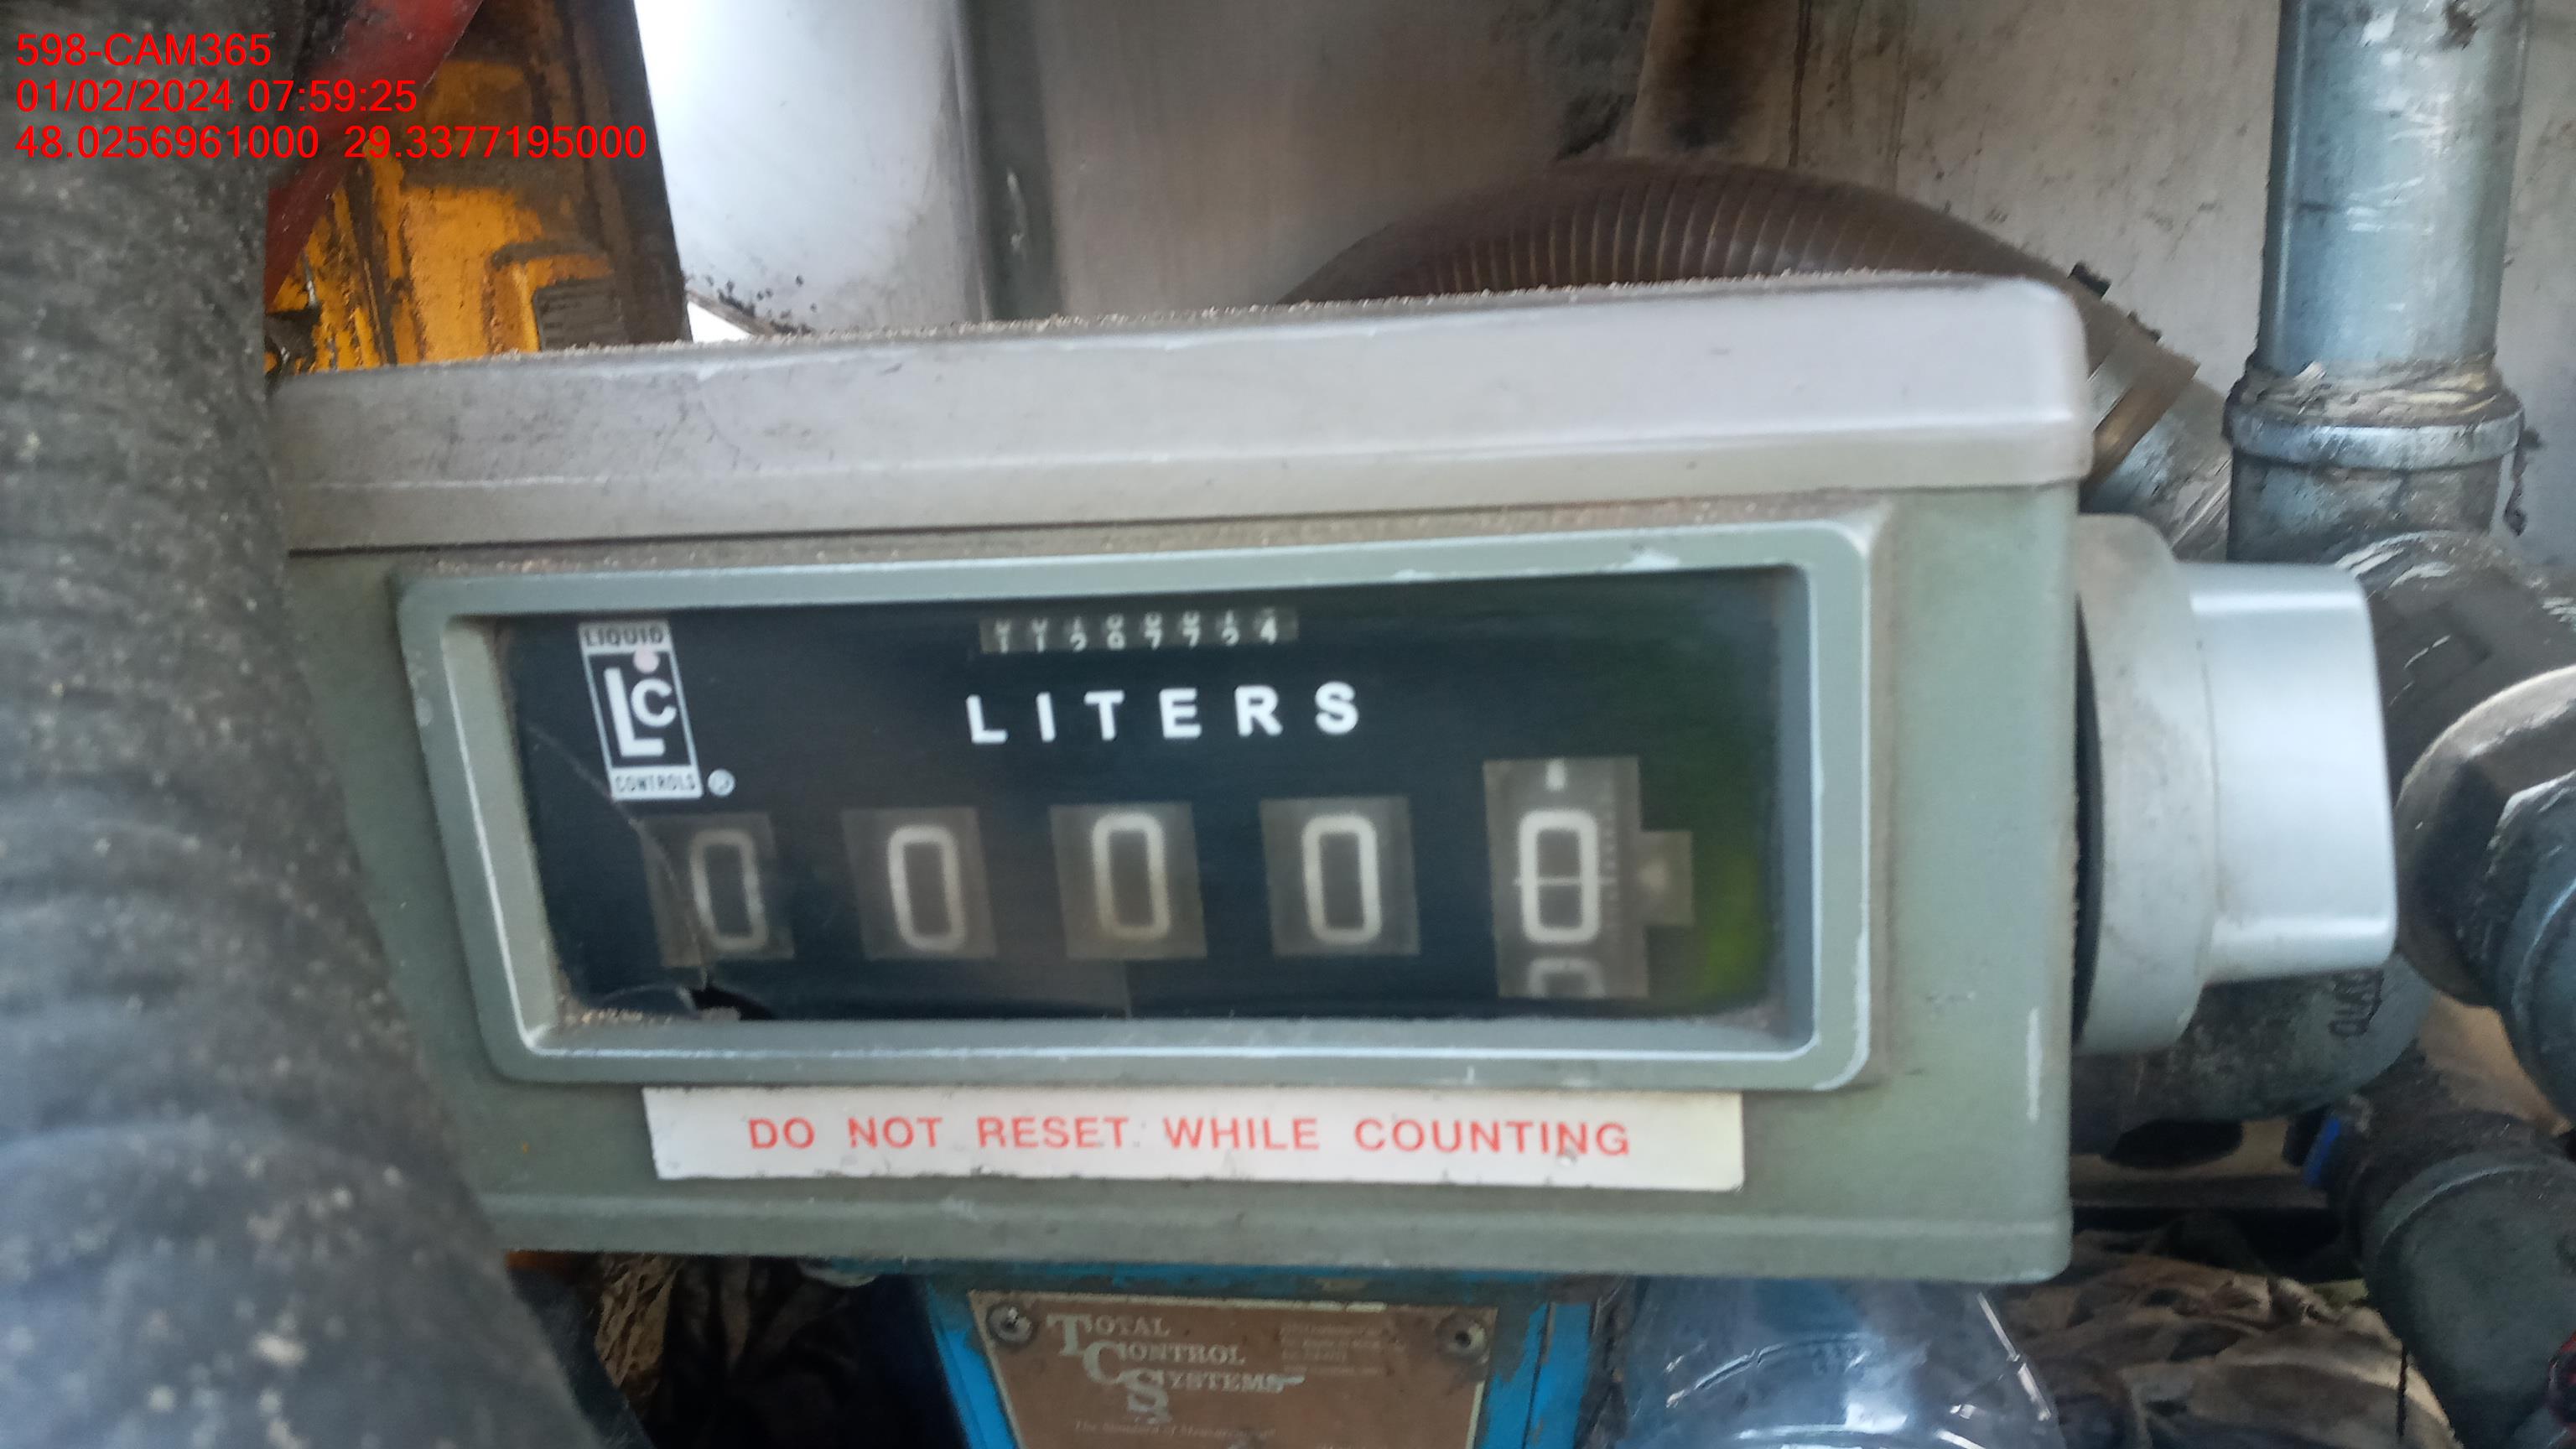 598-CAM365
01/02/2024 07:59:25
48.0256961000 29.3377195000
LIQUID
LC
CONTROLS ®
LITERS
0 0 0 0 0
DO NOT RESET WHILE COUNTING
TOTAL
CONTROL
SYSTEMS